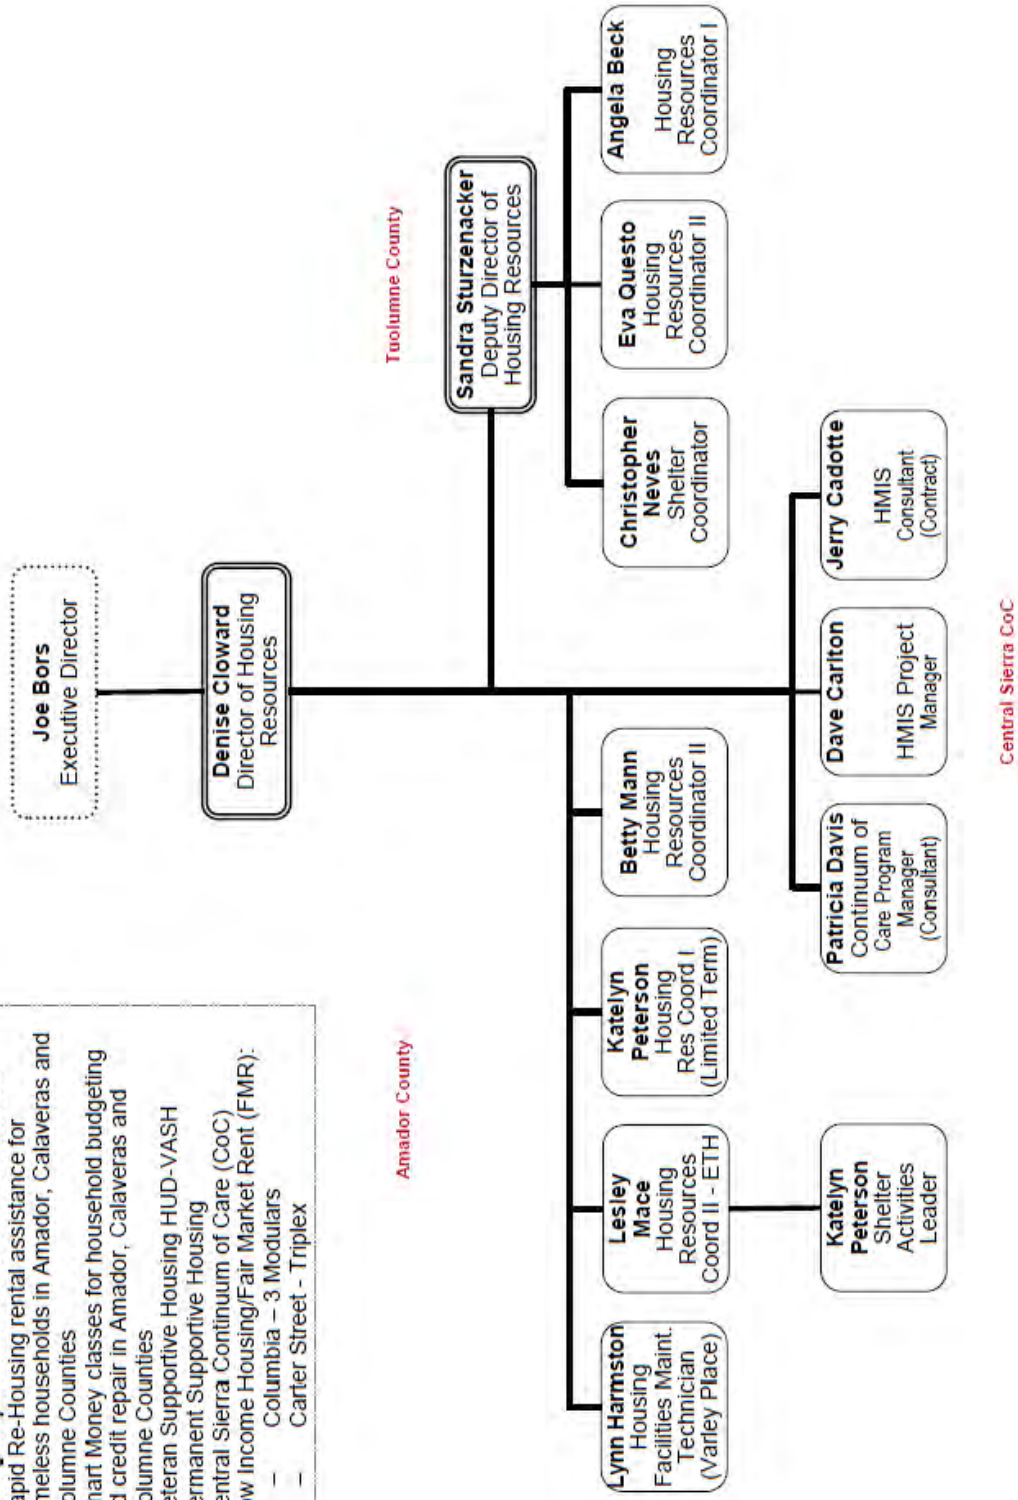 Joe Bors
Executive Director
Denise Cloward
Director of Housing
Resources
Re-Housing rental assistance for
households in Amador, Calaveras and
Counties
Money classes for household budgeting
credit repair in Amador, Calaveras and
Counties
Supportive Housing HUD-VASH
Supportive Housing
Sierra Continuum of Care (CoC)
Income Housing/Fair Market Rent (FMR):
– Columbia – 3 Modulars
– Carter Street - Triplex
Amador County
Tuolumne County
Sandra Sturzenacker
Deputy Director of
Housing Resources
Lynn Harmston
Housing
Facilities Maint.
Technician
(Varley Place)
Lesley
Mace
Housing
Resources
Coord II - ETH
Katelyn
Peterson
Housing
Res Coord I
(Limited Term)
Betty Mann
Housing
Resources
Coordinator II
Christopher
Neves
Shelter
Coordinator
Eva Questo
Housing
Resources
Coordinator II
Angela Beck
Housing
Resources
Coordinator I
Katelyn
Peterson
Shelter
Activities
Leader
Patricia Davis
Continuum of
Care Program
Manager
(Consultant)
Dave Carlton
HMIS Project
Manager
Jerry Cadotte
HMIS
Consultant
(Contract)
Central Sierra CoC